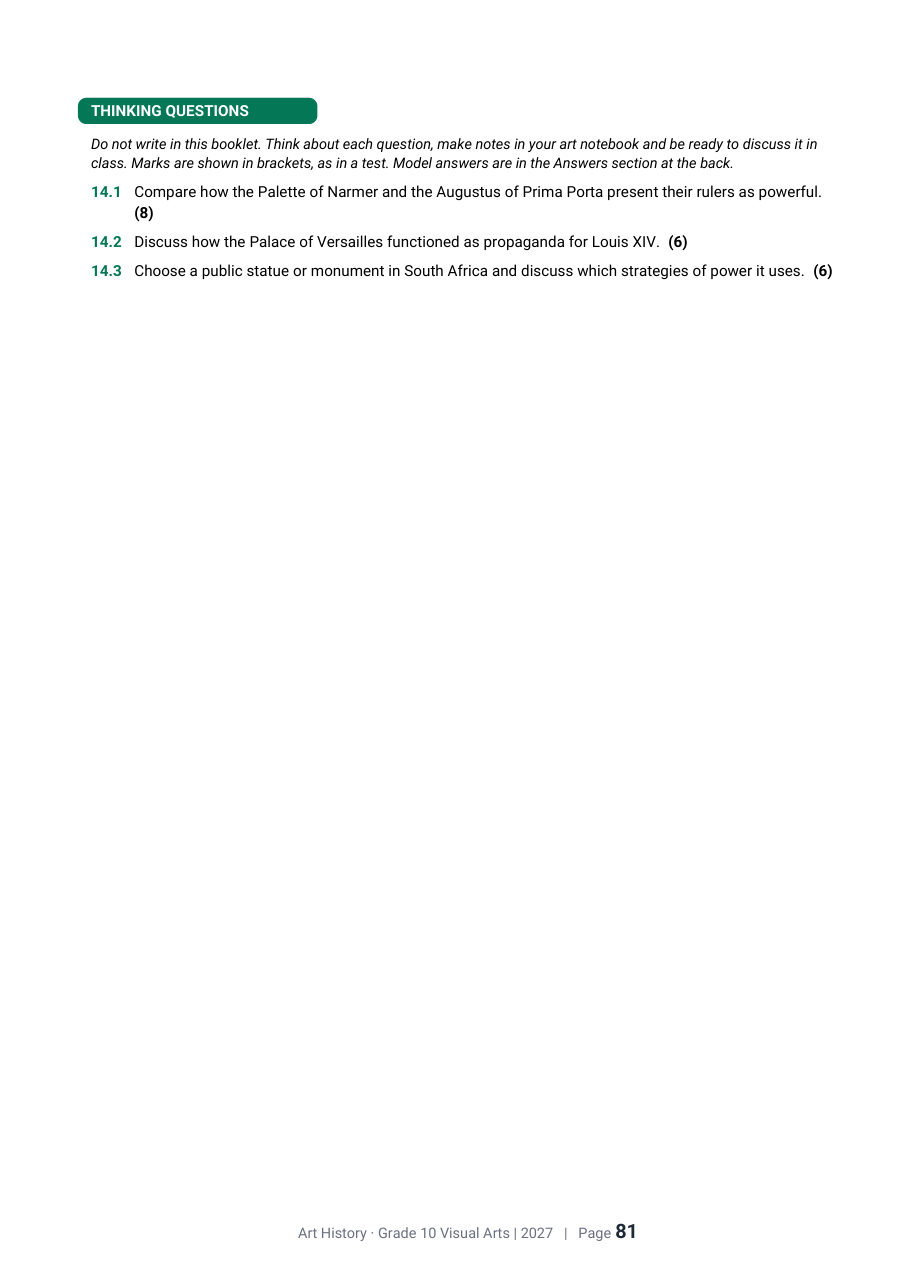 THINKING QUESTIONS
Do not write in this booklet. Think about each question, make notes in your art notebook and be ready to discuss it in
class. Marks are shown in brackets, as in a test. Model answers are in the Answers section at the back.
14.1 Compare how the Palette of Narmer and the Augustus of Prima Porta present their rulers as powerful.
(8)
14.2 Discuss how the Palace of Versailles functioned as propaganda for Louis XIV. (6)
14.3 Choose a public statue or monument in South Africa and discuss which strategies of power it uses. (6)
Art History · Grade 10 Visual Arts | 2027 | Page 81